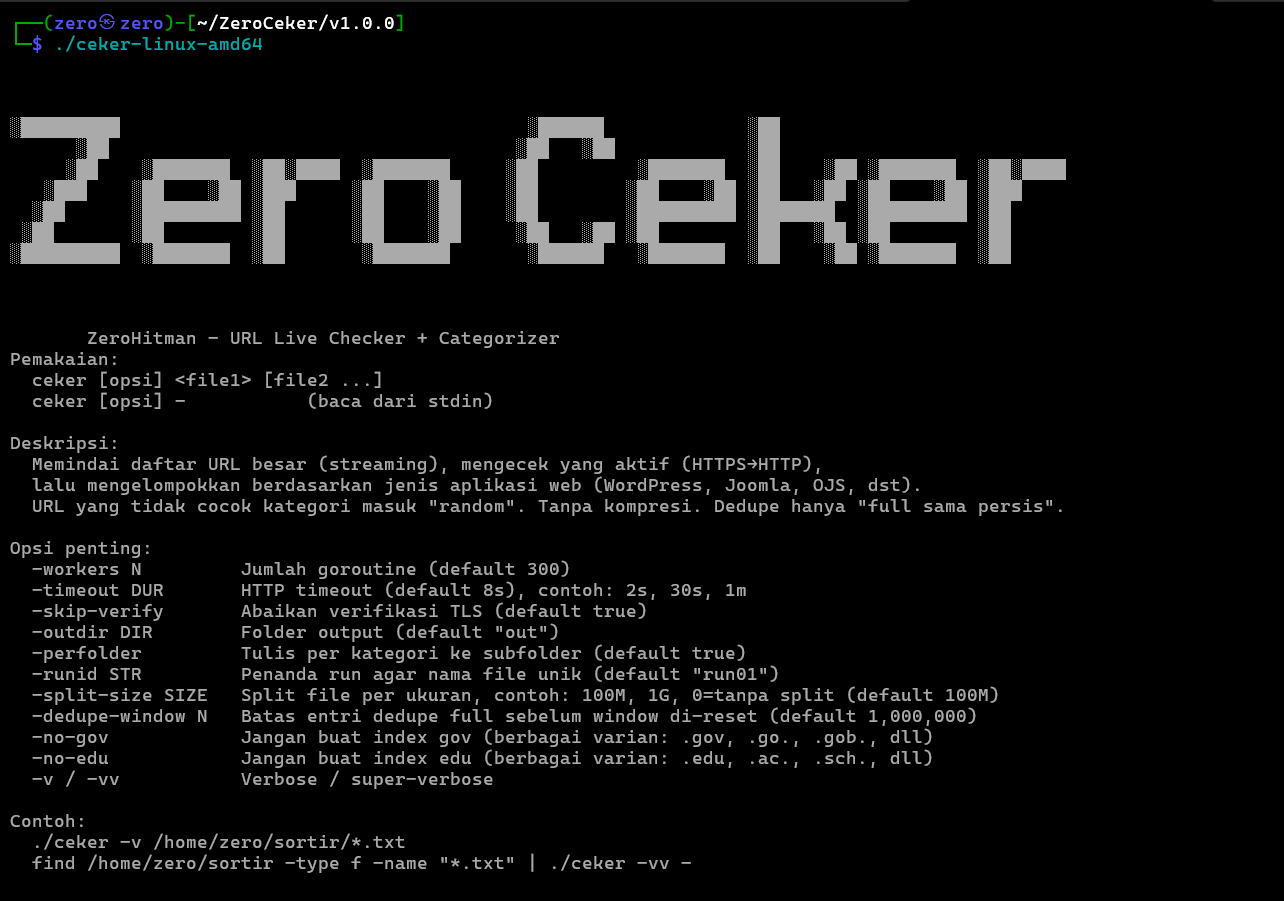 ┌──(zero㉿zero)-[~/ZeroCeker/v1.0.0]
└─$ ./ceker-linux-amd64
Zero Ceker
ZeroHitman - URL Live Checker + Categorizer
Pemakaian:
ceker [opsi] <file1> [file2 ...]
ceker [opsi] - (baca dari stdin)
Deskripsi:
Memindai daftar URL besar (streaming), mengecek yang aktif (HTTPS→HTTP),
lalu mengelompokkan berdasarkan jenis aplikasi web (WordPress, Joomla, OJS, dst).
URL yang tidak cocok kategori masuk "random". Tanpa kompresi. Dedupe hanya "full sama persis".
Opsi penting:
-workers N Jumlah goroutine (default 300)
-timeout DUR HTTP timeout (default 8s), contoh: 2s, 30s, 1m
-skip-verify Abaikan verifikasi TLS (default true)
-outdir DIR Folder output (default "out")
-perfolder Tulis per kategori ke subfolder (default true)
-runid STR Penanda run agar nama file unik (default "run01")
-split-size SIZE Split file per ukuran, contoh: 100M, 1G, 0=tanpa split (default 100M)
-dedupe-window N Batas entri dedupe full sebelum window di-reset (default 1,000,000)
-no-gov Jangan buat index gov (berbagai varian: .gov, .go., .gob., dll)
-no-edu Jangan buat index edu (berbagai varian: .edu, .ac., .sch., dll)
-v / -vv Verbose / super-verbose
Contoh:
./ceker -v /home/zero/sortir/*.txt
find /home/zero/sortir -type f -name "*.txt" | ./ceker -vv -